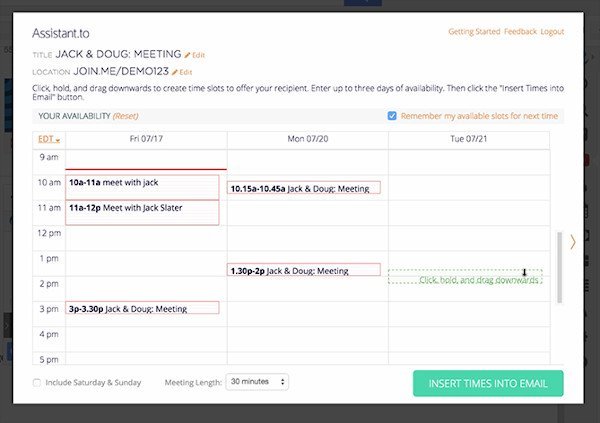 Assistant.to
Getting Started Feedback Logout
TITLE JACK & DOUG: MEETING Edit
LOCATION JOIN.ME/DEMO123 Edit
Click, hold, and drag downwards to create time slots to offer your recipient. Enter up to three days of availability. Then click the "Insert Times into
Email" button.
YOUR AVAILABILITY (Reset)
Remember my available slots for next time
EDT Fri 07/17 Mon 07/20 Tue 07/21
9 am
10 am 10a-11a meet with jack 10.15a-10.45a Jack & Doug: Meeting
11 am 11a-12p Meet with Jack Slater
12 pm
1 pm
1.30p-2p Jack & Doug: Meeting
Click, hold, and drag downwards
2 pm
3 pm 3p-3.30p Jack & Doug: Meeting
4 pm
5 pm
Include Saturday & Sunday Meeting Length: 30 minutes INSERT TIMES INTO EMAIL